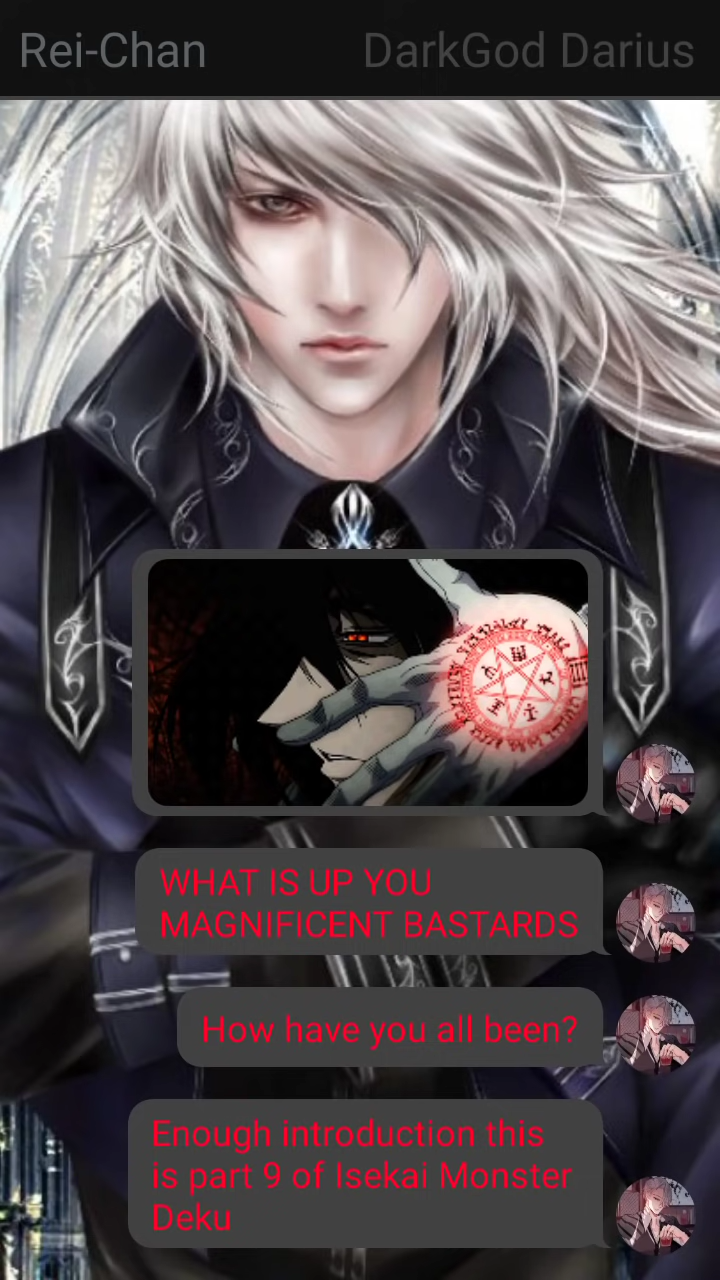 Rei-Chan
DarkGod Darius
WHAT IS UP YOU
MAGNIFICENT BASTARDS
How have you all been?
Enough introduction this
is part 9 of Isekai Monster
Deku